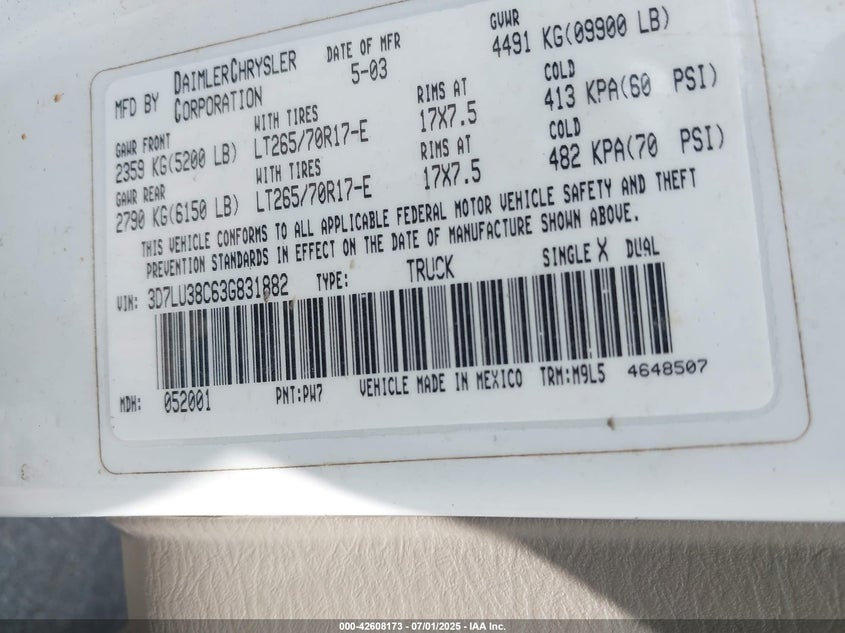 MFD BY DAIMLERCHRYSLER CORPORATION
DATE OF MFR 5-03
GVWR 4491 KG(09900 LB)
GAWR FRONT WITH TIRES RIMS AT COLD
2359 KG(5200 LB) LT265/70R17-E 17X7.5 413 KPA(60 PSI)
GAWR REAR WITH TIRES RIMS AT COLD
2790 KG(6150 LB) LT265/70R17-E 17X7.5 482 KPA(70 PSI)
THIS VEHICLE CONFORMS TO ALL APPLICABLE FEDERAL MOTOR VEHICLE SAFETY AND THEFT
PREVENTION STANDARDS IN EFFECT ON THE DATE OF MANUFACTURE SHOWN ABOVE.
VIN: 3D7LU38C63G831882 TYPE: TRUCK SINGLE X DUAL
MDH: 052001 PNT:PW7 VEHICLE MADE IN MEXICO TRM:M9L5 4648507
000-42608173 - 07/01/2025 - IAA Inc.